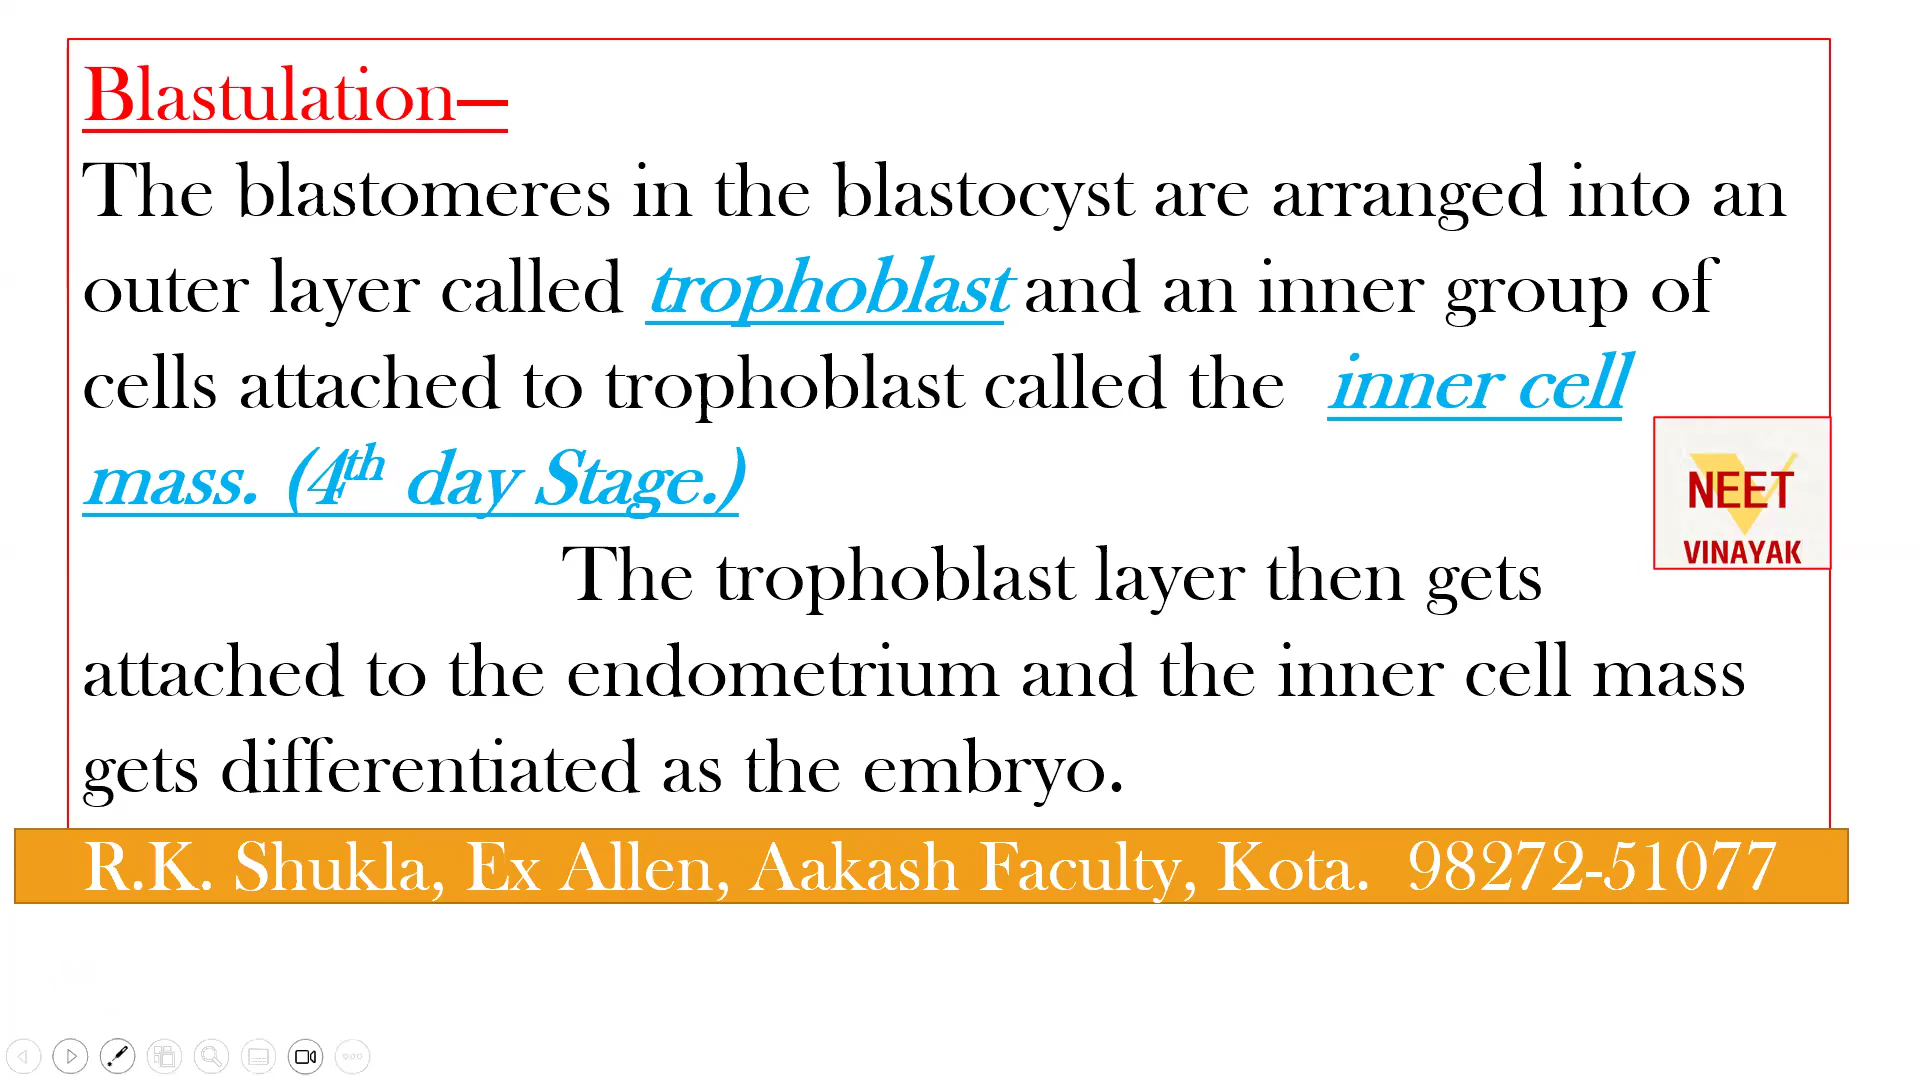 Blastulation—
The blastomeres in the blastocyst are arranged into an
outer layer called trophoblast and an inner group of
cells attached to trophoblast called the inner cell
mass. (4th day Stage.)
NEET
VINAYAK
The trophoblast layer then gets
attached to the endometrium and the inner cell mass
gets differentiated as the embryo.
R.K. Shukla, Ex Allen, Aakash Faculty, Kota. 98272-51077